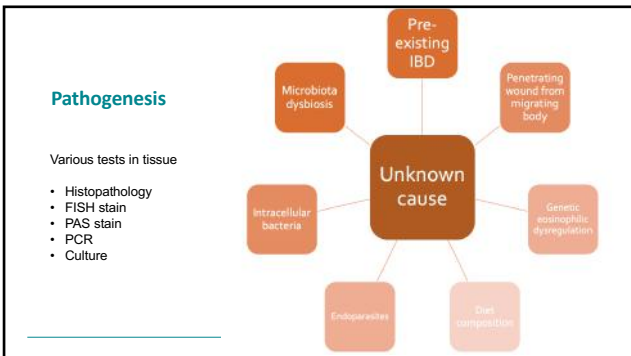 Pathogenesis
Various tests in tissue
• Histopathology
• FISH stain
• PAS stain
• PCR
• Culture
Pre-
existing
IBD
Penetrating
wound from
migrating
body
Genetic
eosinophilic
dysregulation
Diet
composition
Endoparasites
Intracellular
bacteria
Microbiota
dysbiosis
Unknown
cause